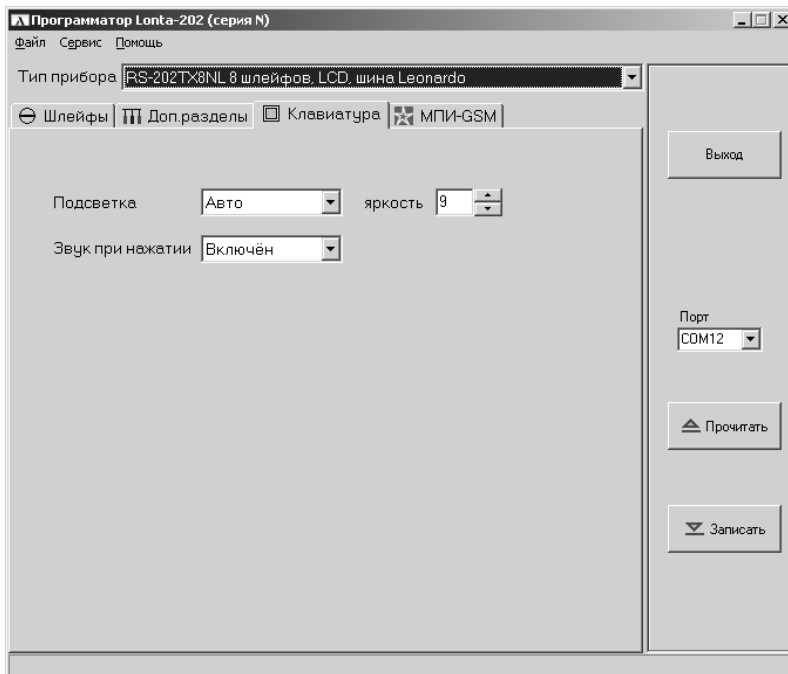 Программатор Lonta-202 (серия N)
Файл Сервис Помощь
Тип прибора RS-202TX8NL 8 шлейфов, LCD, шина Leonardo
Шлейфы Доп.разделы Клавиатура МПИ-GSM
Выход
Подсветка Авто яркость 9
Звук при нажатии Включён
Порт
COM12
Прочитать
Записать